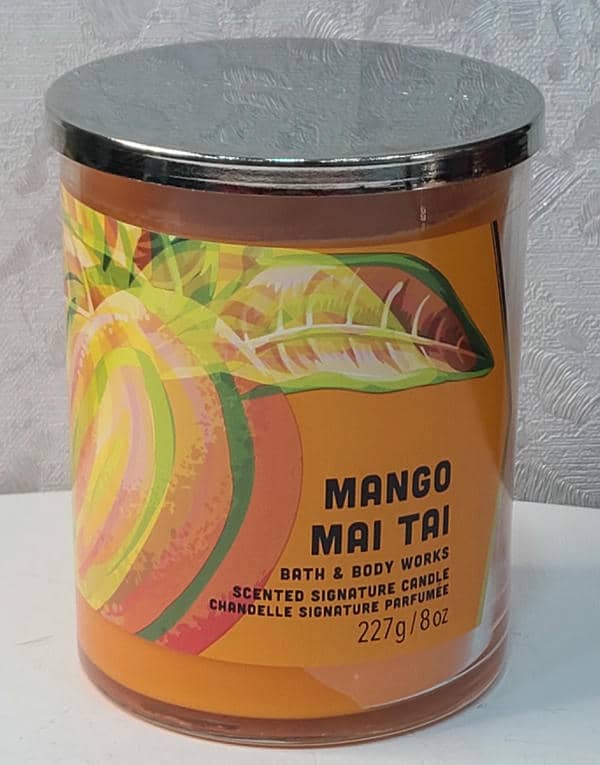 MANGO
MAI TAI
BATH & BODY WORKS
SCENTED SIGNATURE CANDLE
CHANDELLE SIGNATURE PARFUMÉE
227g/8oz